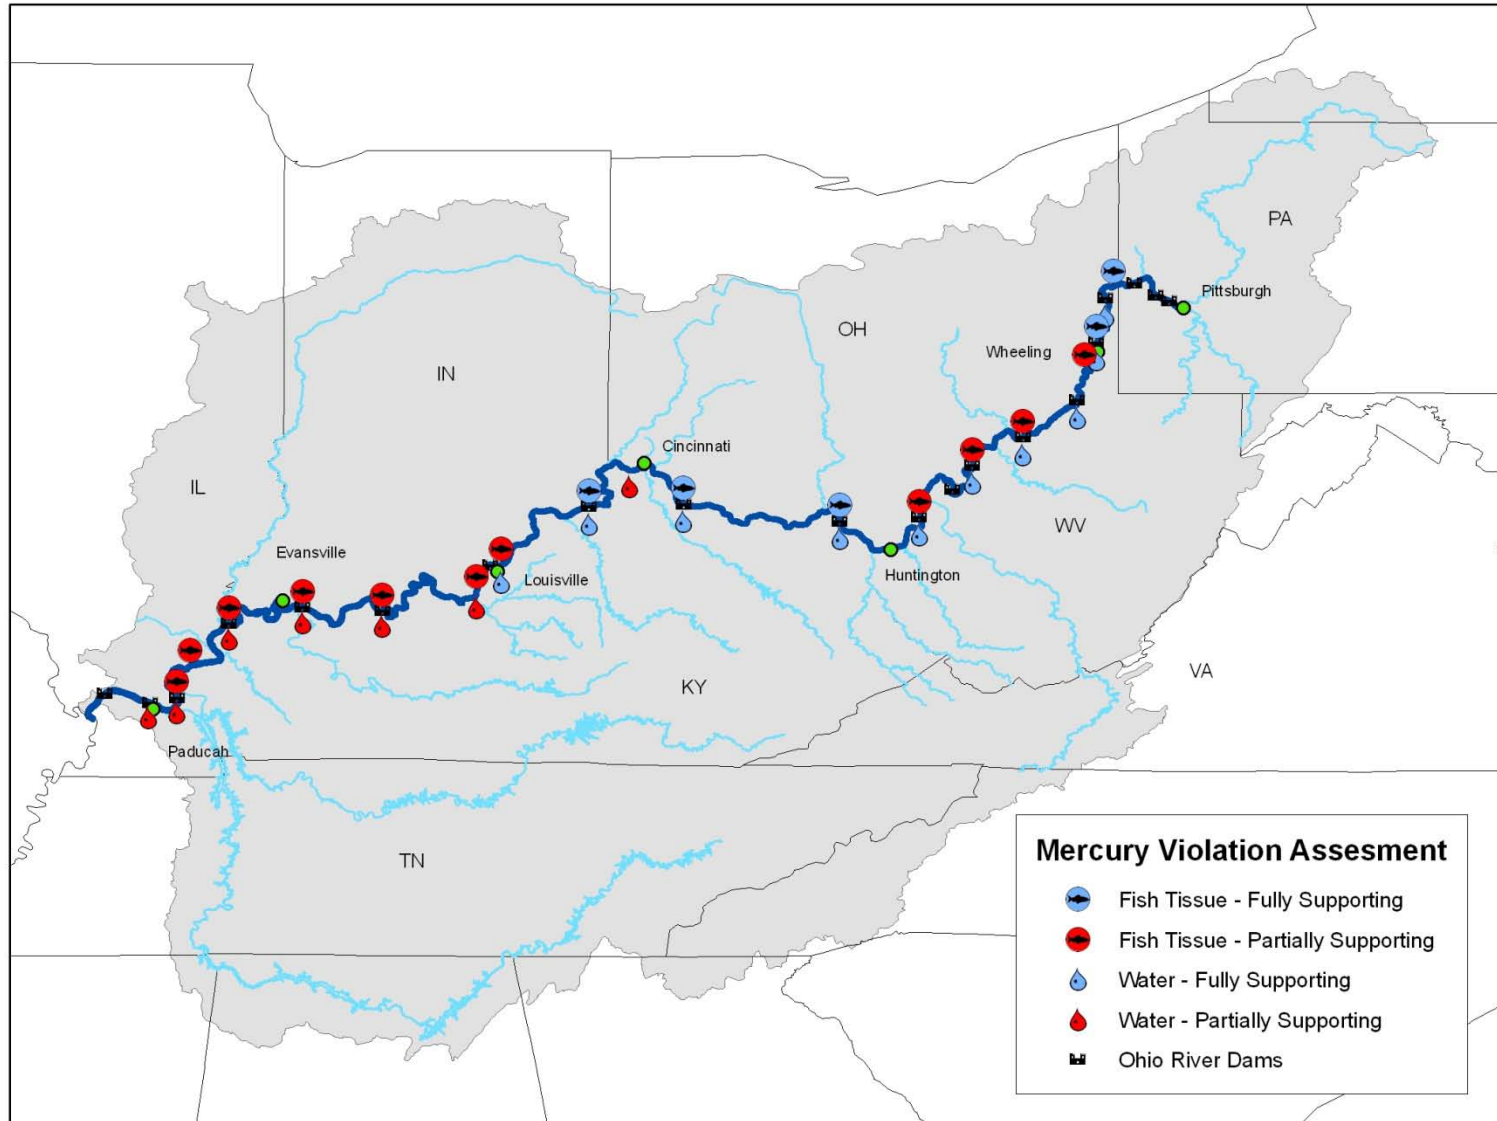 PA
Pittsburgh
OH
Wheeling
IN
Cincinnati
IL
WV
Evansville
Louisville
Huntington
VA
KY
Paducah
TN
Mercury Violation Assesment
Fish Tissue - Fully Supporting
Fish Tissue - Partially Supporting
Water - Fully Supporting
Water - Partially Supporting
Ohio River Dams